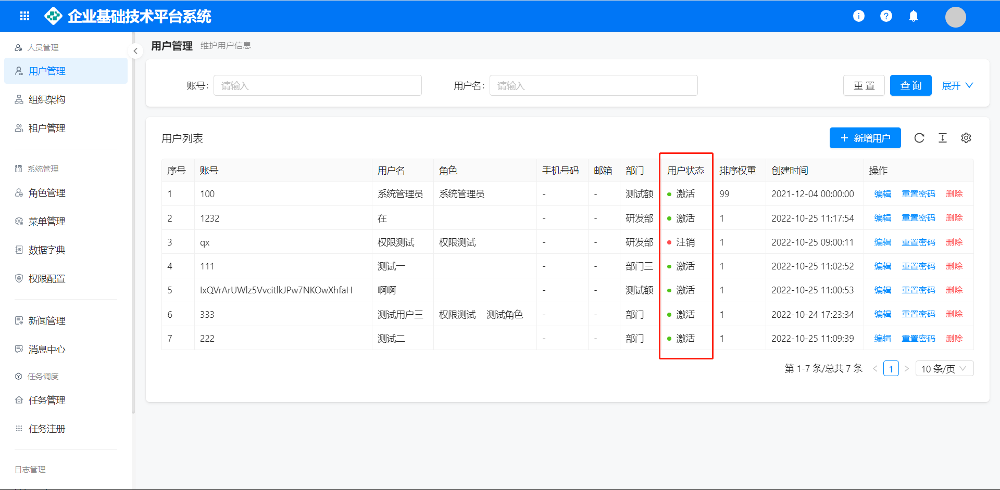 企业基础技术平台系统
人员管理
用户管理
组织架构
租户管理
系统管理
角色管理
菜单管理
数据字典
权限配置
新闻管理
消息中心
任务调度
任务管理
任务注册
日志管理
用户管理 维护用户信息
账号: 请输入 用户名: 请输入 重 置 查 询 展开
用户列表 新增用户
序号 账号 用户名 角色 手机号码 邮箱 部门 用户状态 排序权重 创建时间 操作
1 100 系统管理员 系统管理员 - - 测试额 激活 99 2021-12-04 00:00:00 编辑 重置密码 删除
2 1232 在 - - 研发部 激活 1 2022-10-25 11:17:54 编辑 重置密码 删除
3 qx 权限测试 权限测试 - - 研发部 注销 1 2022-10-25 09:00:11 编辑 重置密码 删除
4 111 测试一 - - 部门三 激活 1 2022-10-25 11:02:52 编辑 重置密码 删除
5 IxQVrArUWlz5VvcitlkJPw7NKOwXhfaH 啊啊 - - 测试额 激活 1 2022-10-25 11:00:53 编辑 重置密码 删除
6 333 测试用户三 权限测试 测试角色 - - 部门 激活 1 2022-10-24 17:23:34 编辑 重置密码 删除
7 222 测试二 - - 部门 激活 1 2022-10-25 11:09:39 编辑 重置密码 删除
第 1-7 条/总共 7 条 < 1 > 10 条/页